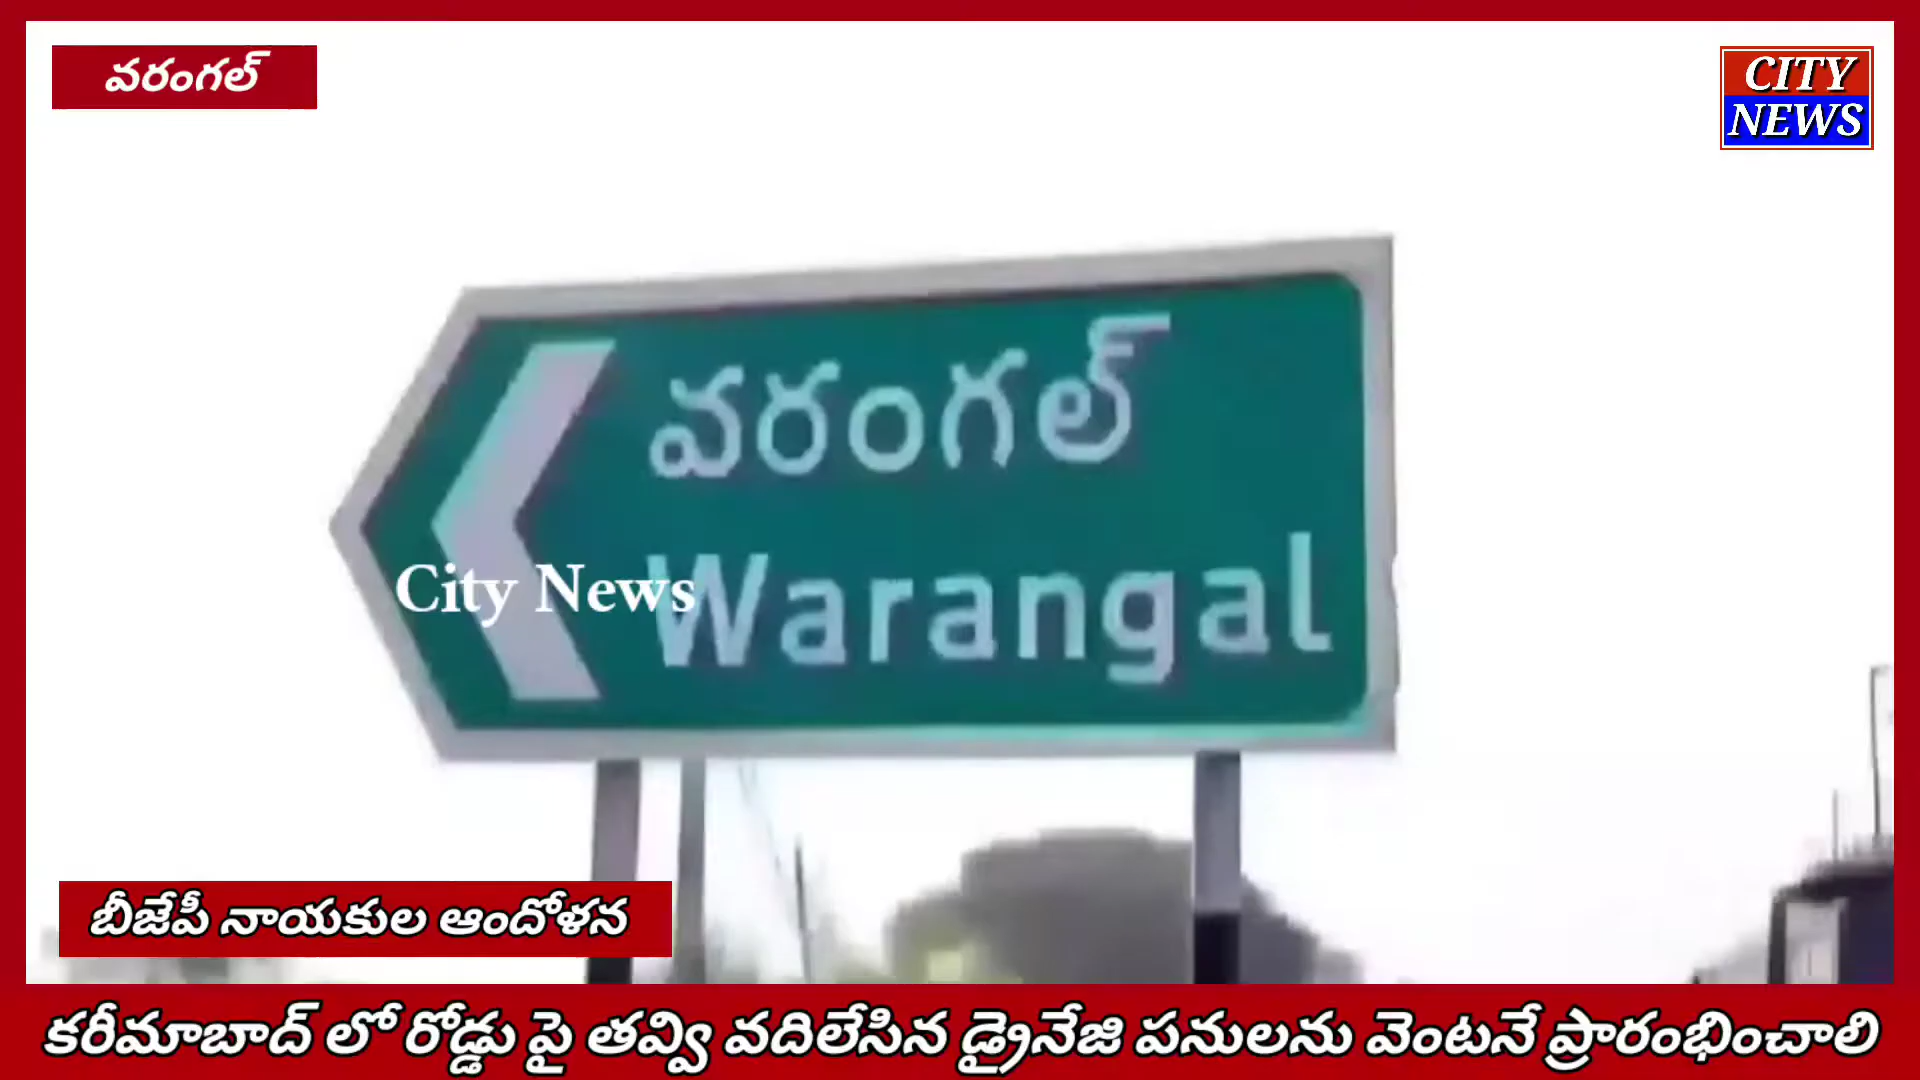 వరంగల్
CITY
NEWS
వరంగల్
Warangal
City News
బీజేపీ నాయకుల ఆందోళన
కరీమాబాద్ లో రోడ్డు పై తవ్వి వదిలేసిన డ్రైనేజి పనులను వెంటనే ప్రారంభించాలి